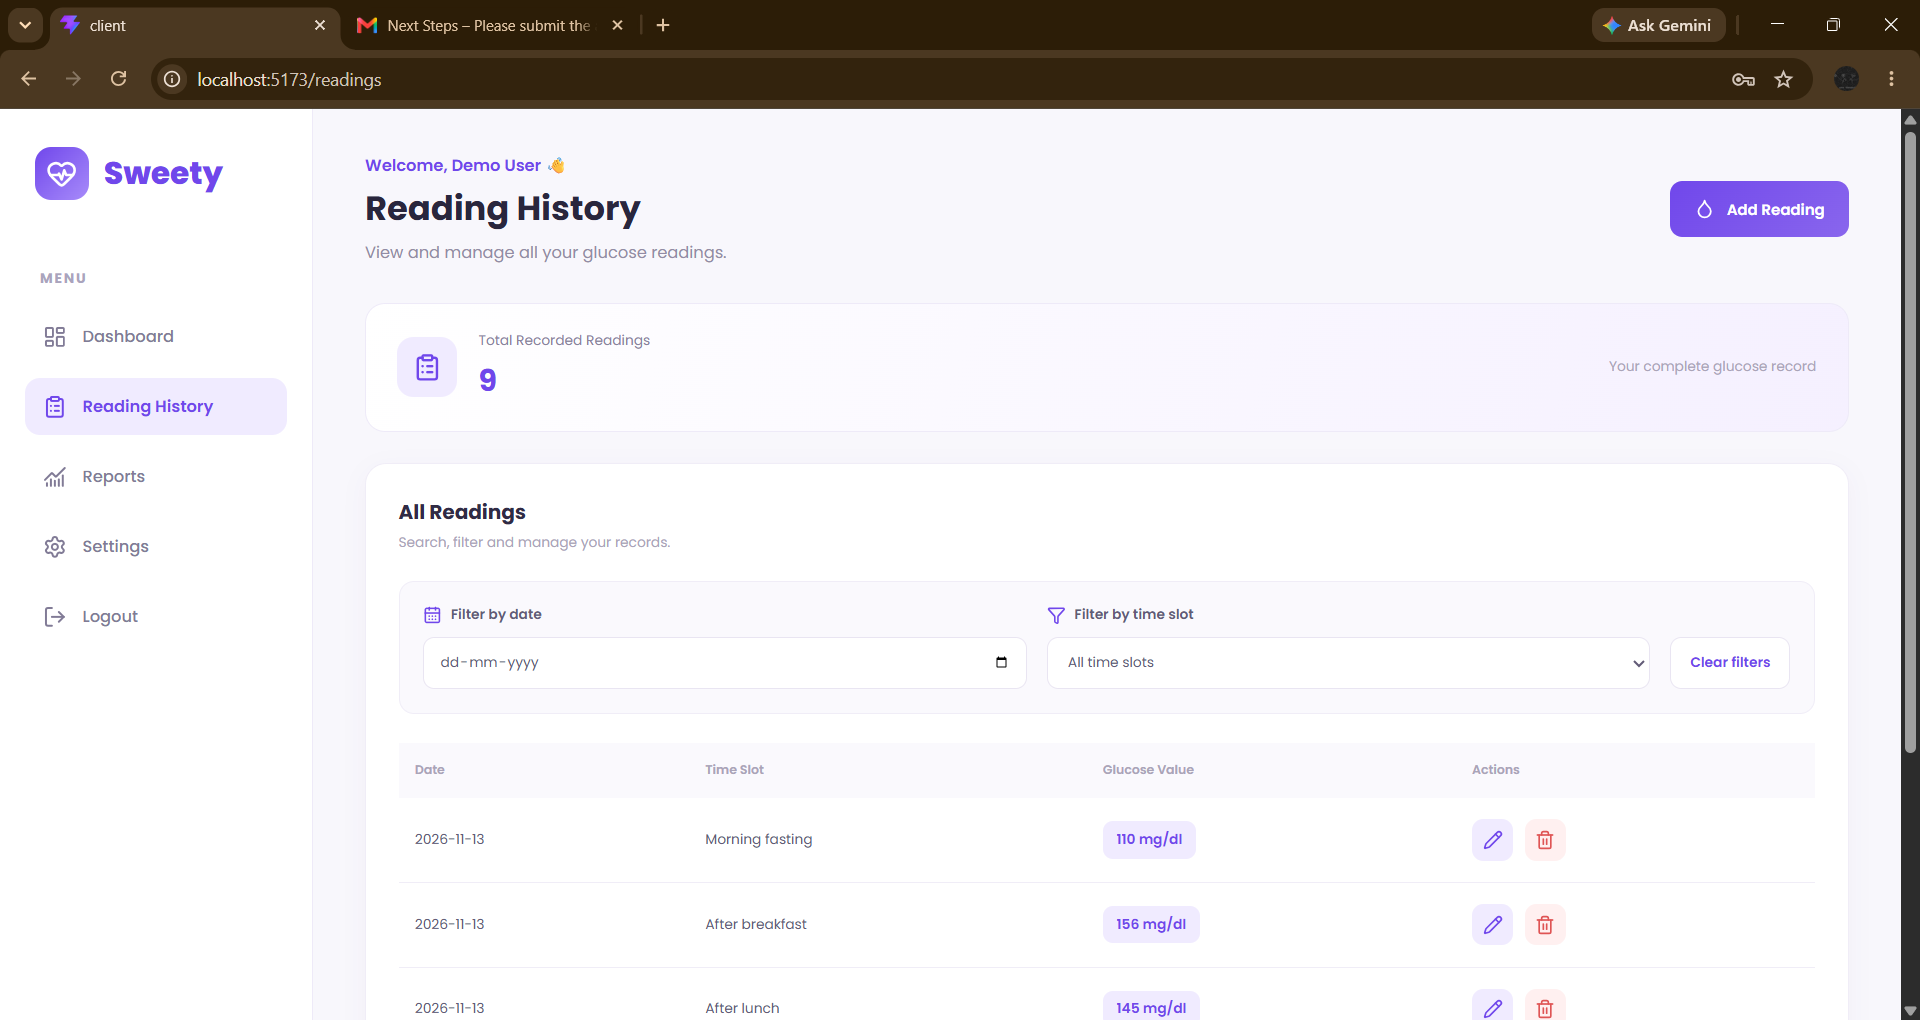 client
Next Steps – Please submit the
Ask Gemini
localhost:5173/readings
Sweety
MENU
Dashboard
Reading History
Reports
Settings
Logout
Welcome, Demo User 👋
Reading History
View and manage all your glucose readings.
Add Reading
Total Recorded Readings
9
Your complete glucose record
All Readings
Search, filter and manage your records.
Filter by date
Filter by time slot
dd-mm-yyyy
All time slots
Clear filters
Date Time Slot Glucose Value Actions
2026-11-13 Morning fasting 110 mg/dl
2026-11-13 After breakfast 156 mg/dl
2026-11-13 After lunch 145 mg/dl